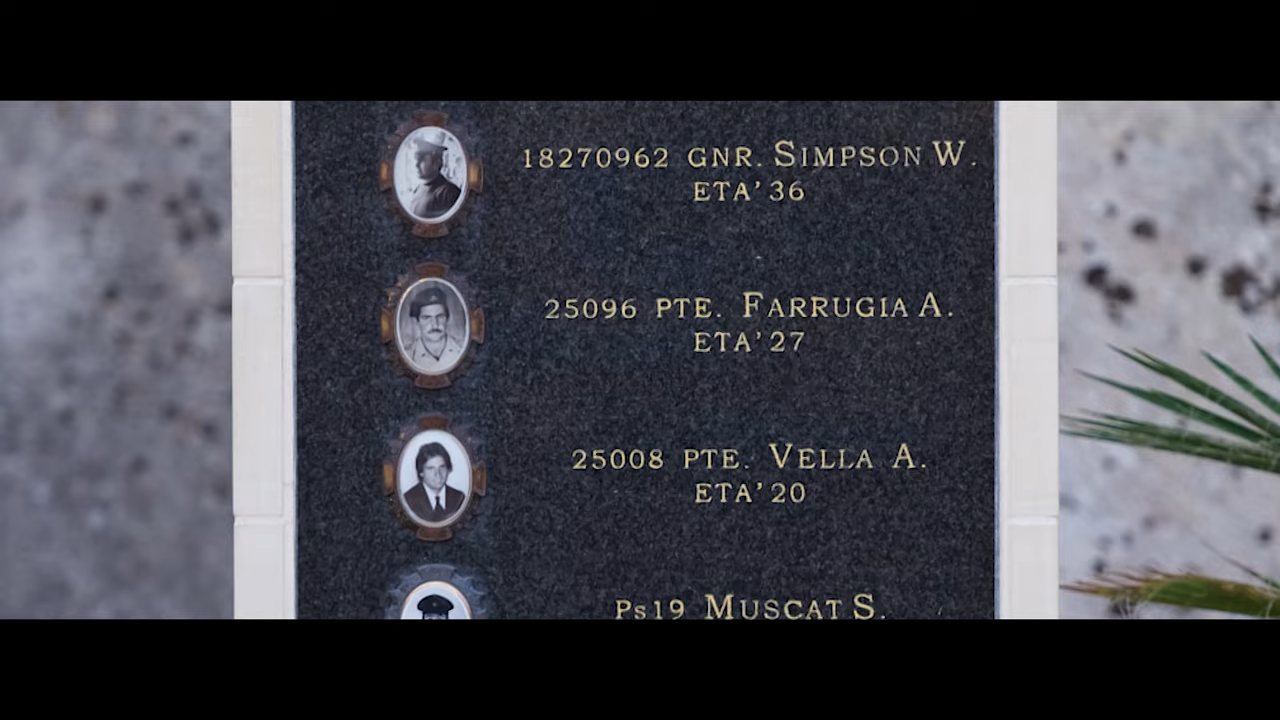 18270962 GNR. SIMPSON W.
ETA' 36
25096 PTE. FARRUGIA A.
ETA' 27
25008 PTE. VELLA A.
ETA' 20
Ps19 MUSCAT S.